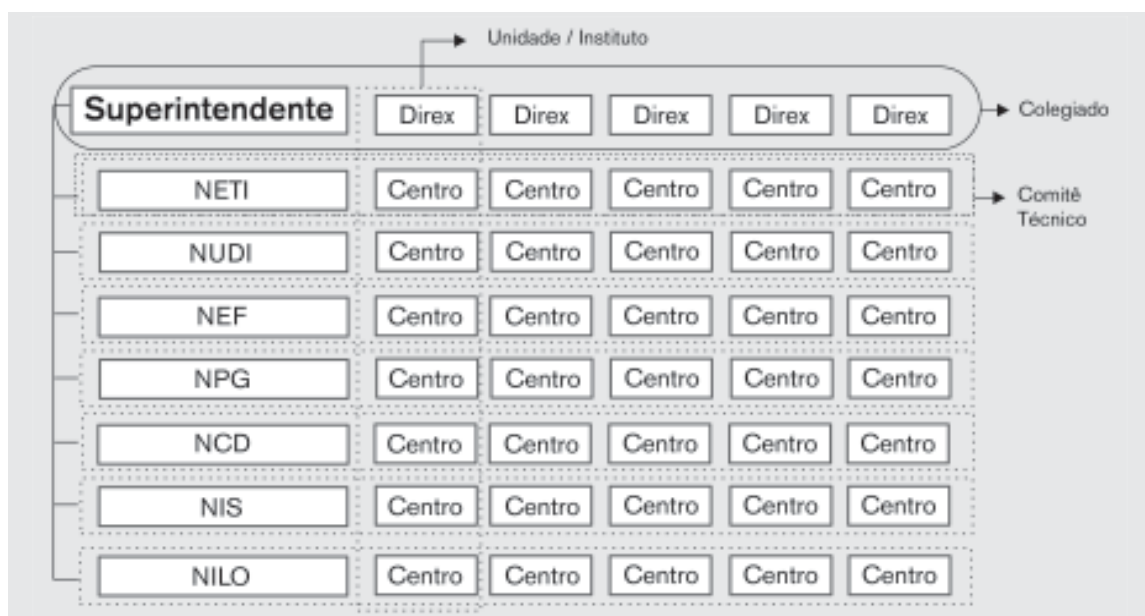 Unidade / Instituto
Superintendente Direx Direx Direx Direx Direx Colegiado
NETI Centro Centro Centro Centro Centro Comitê
Técnico
NUDI Centro Centro Centro Centro Centro
NEF Centro Centro Centro Centro Centro
NPG Centro Centro Centro Centro Centro
NCD Centro Centro Centro Centro Centro
NIS Centro Centro Centro Centro Centro
NILO Centro Centro Centro Centro Centro